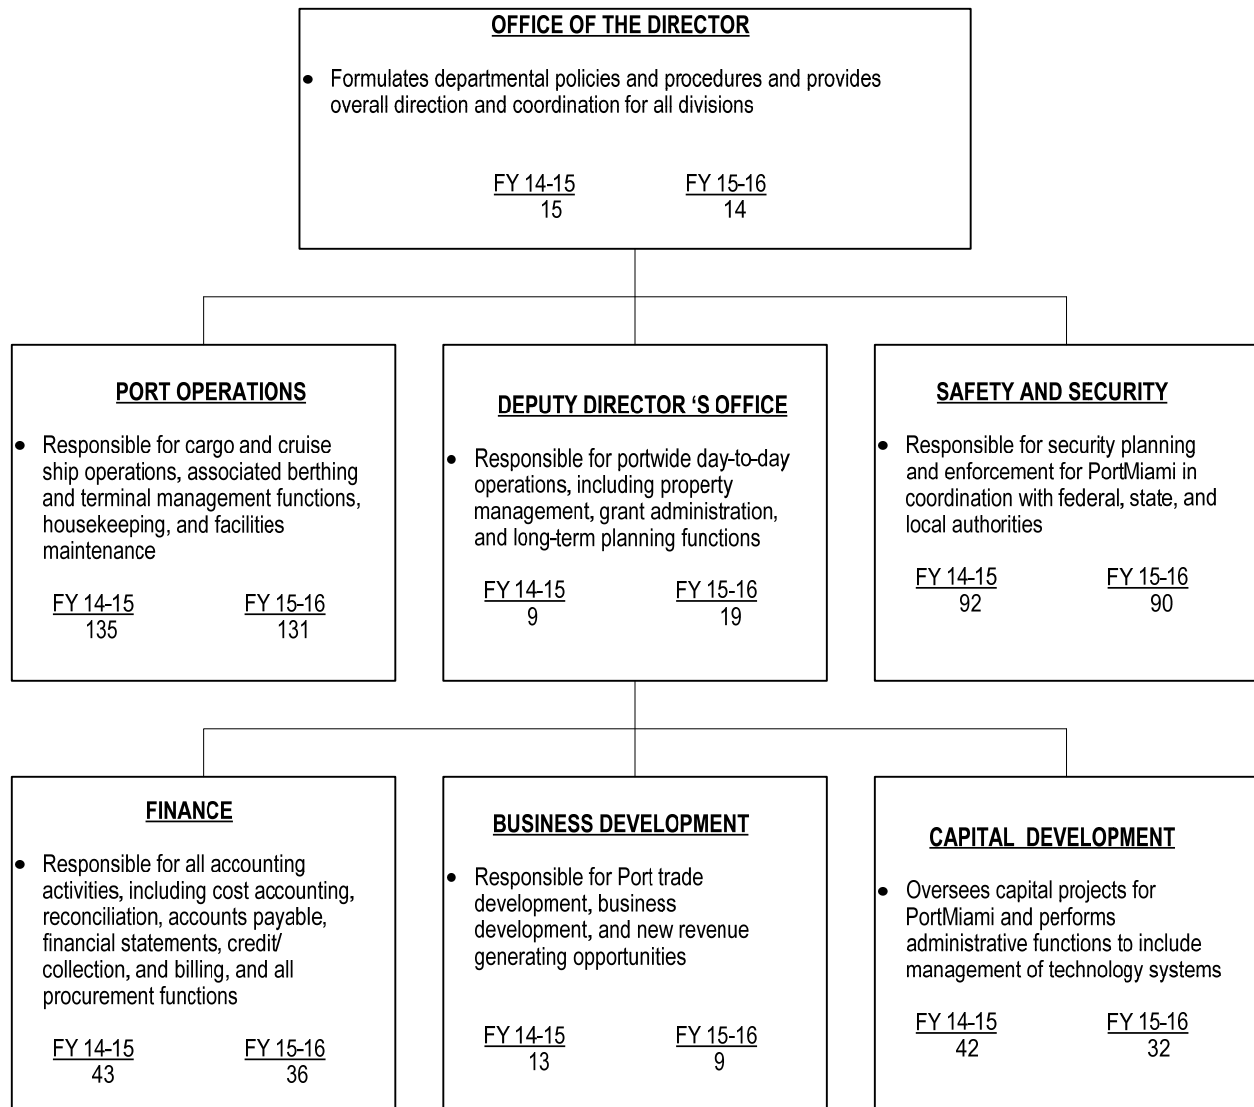 OFFICE OF THE DIRECTOR
• Formulates departmental policies and procedures and provides
overall direction and coordination for all divisions
FY 14-15 FY 15-16
15 14
PORT OPERATIONS
• Responsible for cargo and cruise
ship operations, associated berthing
and terminal management functions,
housekeeping, and facilities
maintenance
FY 14-15 FY 15-16
135 131
DEPUTY DIRECTOR ‘S OFFICE
• Responsible for portwide day-to-day
operations, including property
management, grant administration,
and long-term planning functions
FY 14-15 FY 15-16
9 19
SAFETY AND SECURITY
• Responsible for security planning
and enforcement for PortMiami in
coordination with federal, state, and
local authorities
FY 14-15 FY 15-16
92 90
FINANCE
• Responsible for all accounting
activities, including cost accounting,
reconciliation, accounts payable,
financial statements, credit/
collection, and billing, and all
procurement functions
FY 14-15 FY 15-16
43 36
BUSINESS DEVELOPMENT
• Responsible for Port trade
development, business
development, and new revenue
generating opportunities
FY 14-15 FY 15-16
13 9
CAPITAL DEVELOPMENT
• Oversees capital projects for
PortMiami and performs
administrative functions to include
management of technology systems
FY 14-15 FY 15-16
42 32